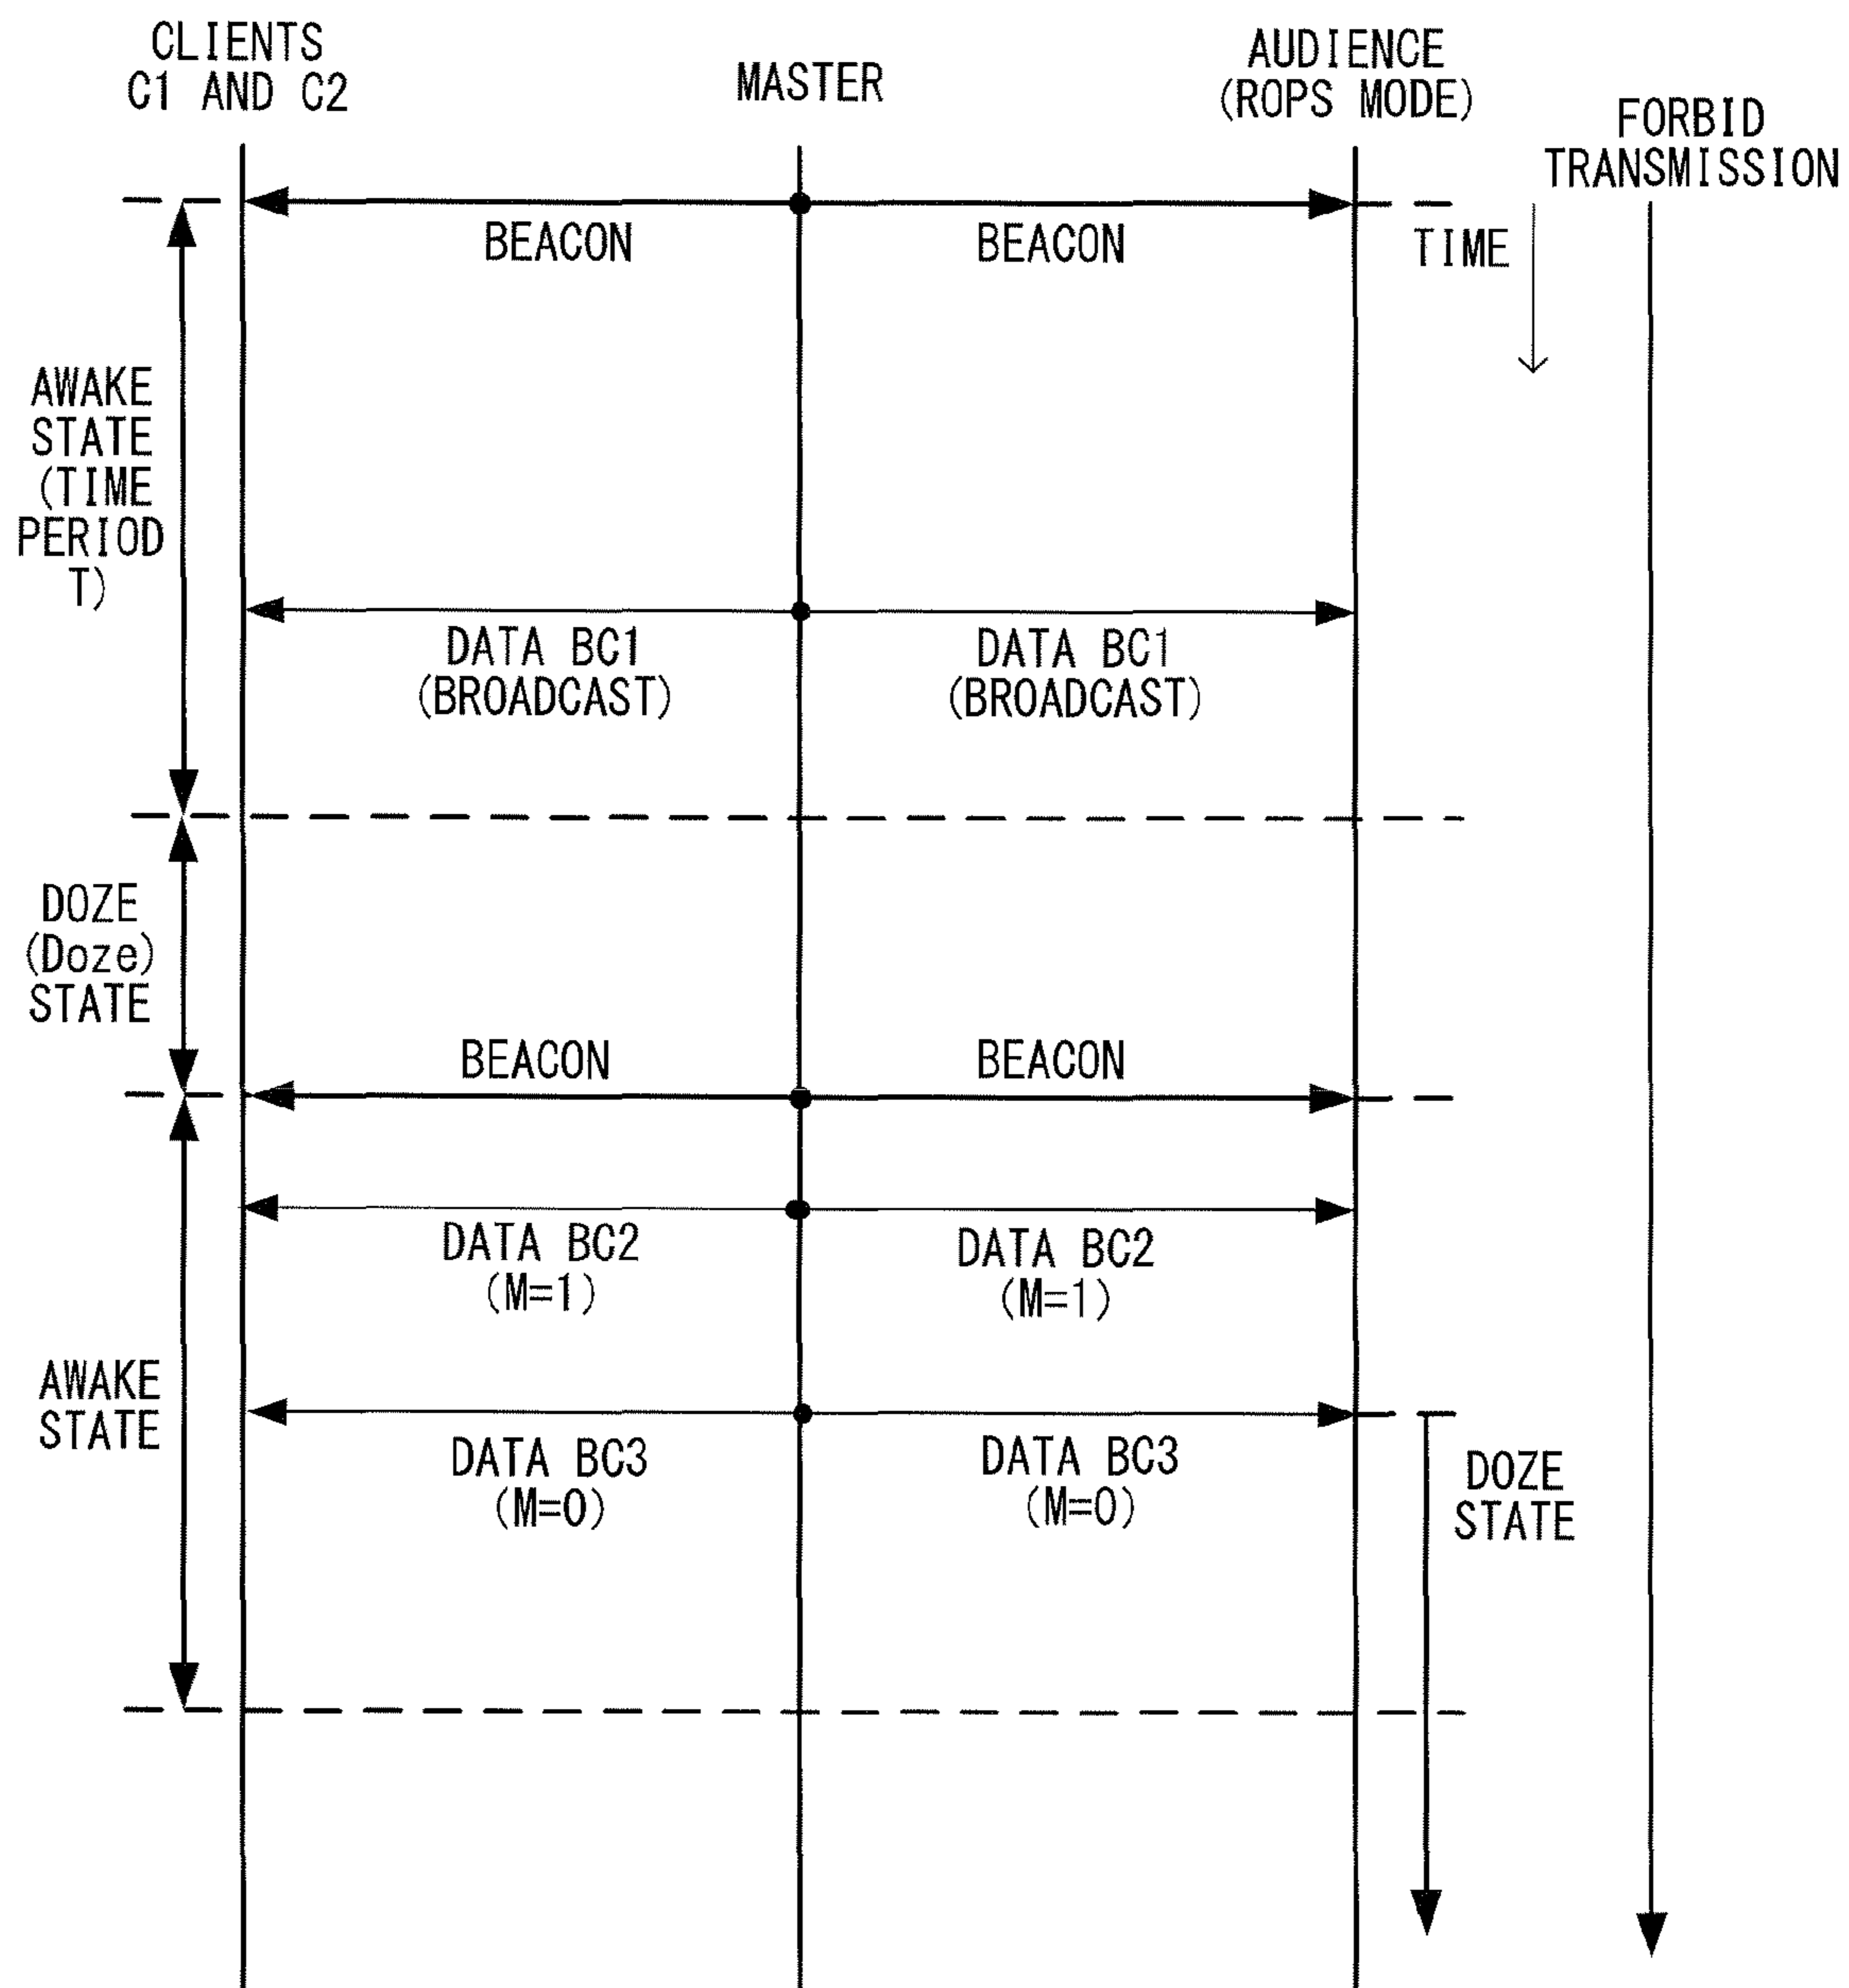 CLIENTS
C1 AND C2
MASTER
AUDIENCE
(ROPS MODE)
FORBID
TRANSMISSION
BEACON
BEACON
TIME
AWAKE
STATE
(TIME
PERIOD
T)
DATA BC1
(BROADCAST)
DATA BC1
(BROADCAST)
DOZE
(Doze)
STATE
BEACON
BEACON
DATA BC2
(M=1)
DATA BC2
(M=1)
AWAKE
STATE
DATA BC3
(M=0)
DATA BC3
(M=0)
DOZE
STATE